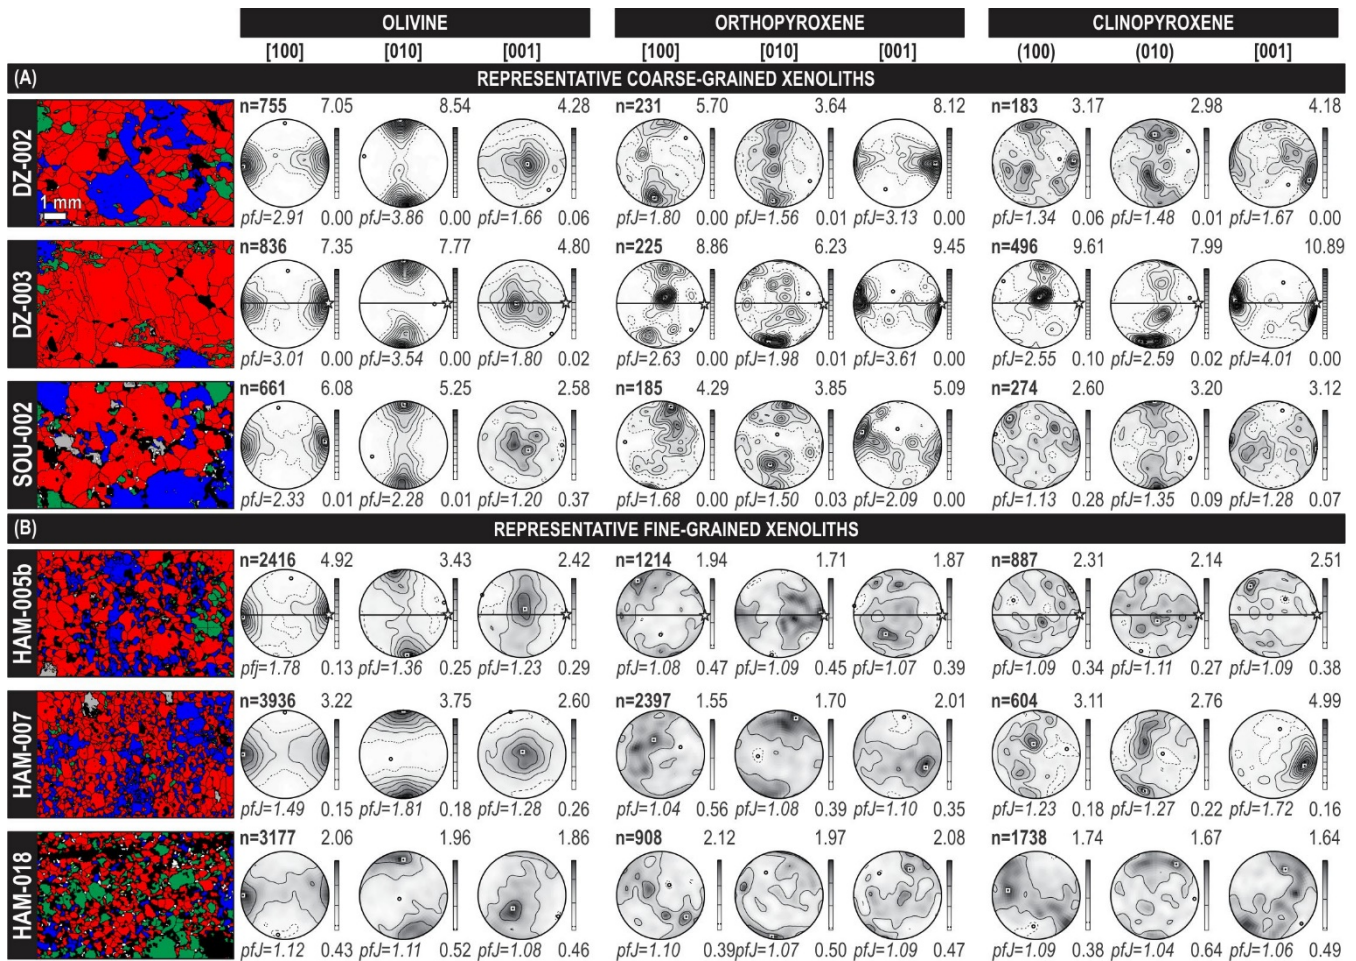 OLIVINE ORTHOPYROXENE CLINOPYROXENE
[100] [010] [001] [100] [010] [001] (100) (010) [001]
(A) REPRESENTATIVE COARSE-GRAINED XENOLITHS
DZ-002
1 mm
n=755 7.05 8.54 4.28 n=231 5.70 3.64 8.12 n=183 3.17 2.98 4.18
pfJ=2.91 0.00 pfJ=3.86 0.00 pfJ=1.66 0.06 pfJ=1.80 0.00 pfJ=1.56 0.01 pfJ=3.13 0.00 pfJ=1.34 0.06 pfJ=1.48 0.01 pfJ=1.67 0.00
DZ-003
n=836 7.35 7.77 4.80 n=225 8.86 6.23 9.45 n=496 9.61 7.99 10.89
pfJ=3.01 0.00 pfJ=3.54 0.00 pfJ=1.80 0.02 pfJ=2.63 0.00 pfJ=1.98 0.01 pfJ=3.61 0.00 pfJ=2.55 0.10 pfJ=2.59 0.02 pfJ=4.01 0.00
SOU-002
n=661 6.08 5.25 2.58 n=185 4.29 3.85 5.09 n=274 2.60 3.20 3.12
pfJ=2.33 0.01 pfJ=2.28 0.01 pfJ=1.20 0.37 pfJ=1.68 0.00 pfJ=1.50 0.03 pfJ=2.09 0.00 pfJ=1.13 0.28 pfJ=1.35 0.09 pfJ=1.28 0.07
(B) REPRESENTATIVE FINE-GRAINED XENOLITHS
HAM-005b
n=2416 4.92 3.43 2.42 n=1214 1.94 1.71 1.87 n=887 2.31 2.14 2.51
pfj=1.78 0.13 pfJ=1.36 0.25 pfJ=1.23 0.29 pfJ=1.08 0.47 pfJ=1.09 0.45 pfJ=1.07 0.39 pfJ=1.09 0.34 pfJ=1.11 0.27 pfJ=1.09 0.38
HAM-007
n=3936 3.22 3.75 2.60 n=2397 1.55 1.70 2.01 n=604 3.11 2.76 4.99
pfJ=1.49 0.15 pfJ=1.81 0.18 pfJ=1.28 0.26 pfJ=1.04 0.56 pfJ=1.08 0.39 pfJ=1.10 0.35 pfJ=1.23 0.18 pfJ=1.27 0.22 pfJ=1.72 0.16
HAM-018
n=3177 2.06 1.96 1.86 n=908 2.12 1.97 2.08 n=1738 1.74 1.67 1.64
pfJ=1.12 0.43 pfJ=1.11 0.52 pfJ=1.08 0.46 pfJ=1.10 0.39 pfJ=1.07 0.50 pfJ=1.09 0.47 pfJ=1.09 0.38 pfJ=1.04 0.64 pfJ=1.06 0.49